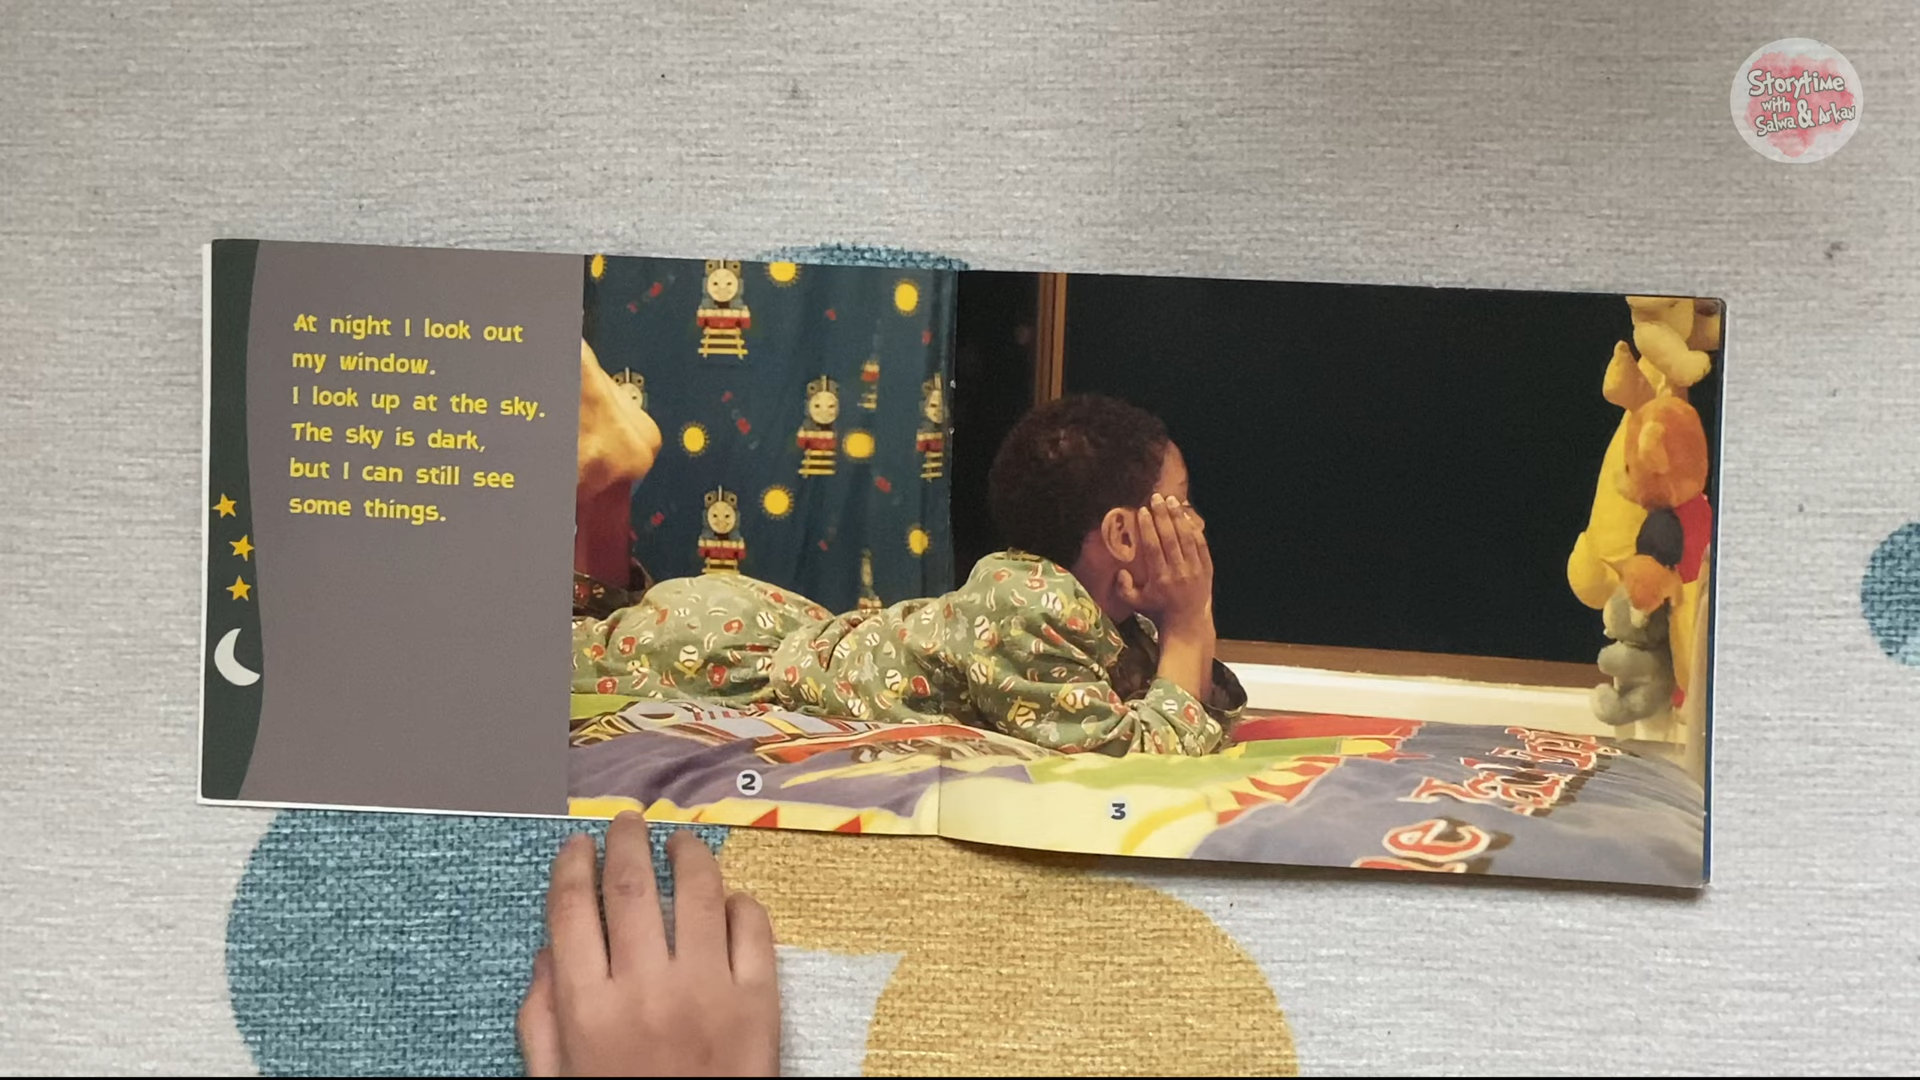 At night I look out
my window.
I look up at the sky.
The sky is dark,
but I can still see
some things.
2
3
Storytime
with
Salwa & Arkan